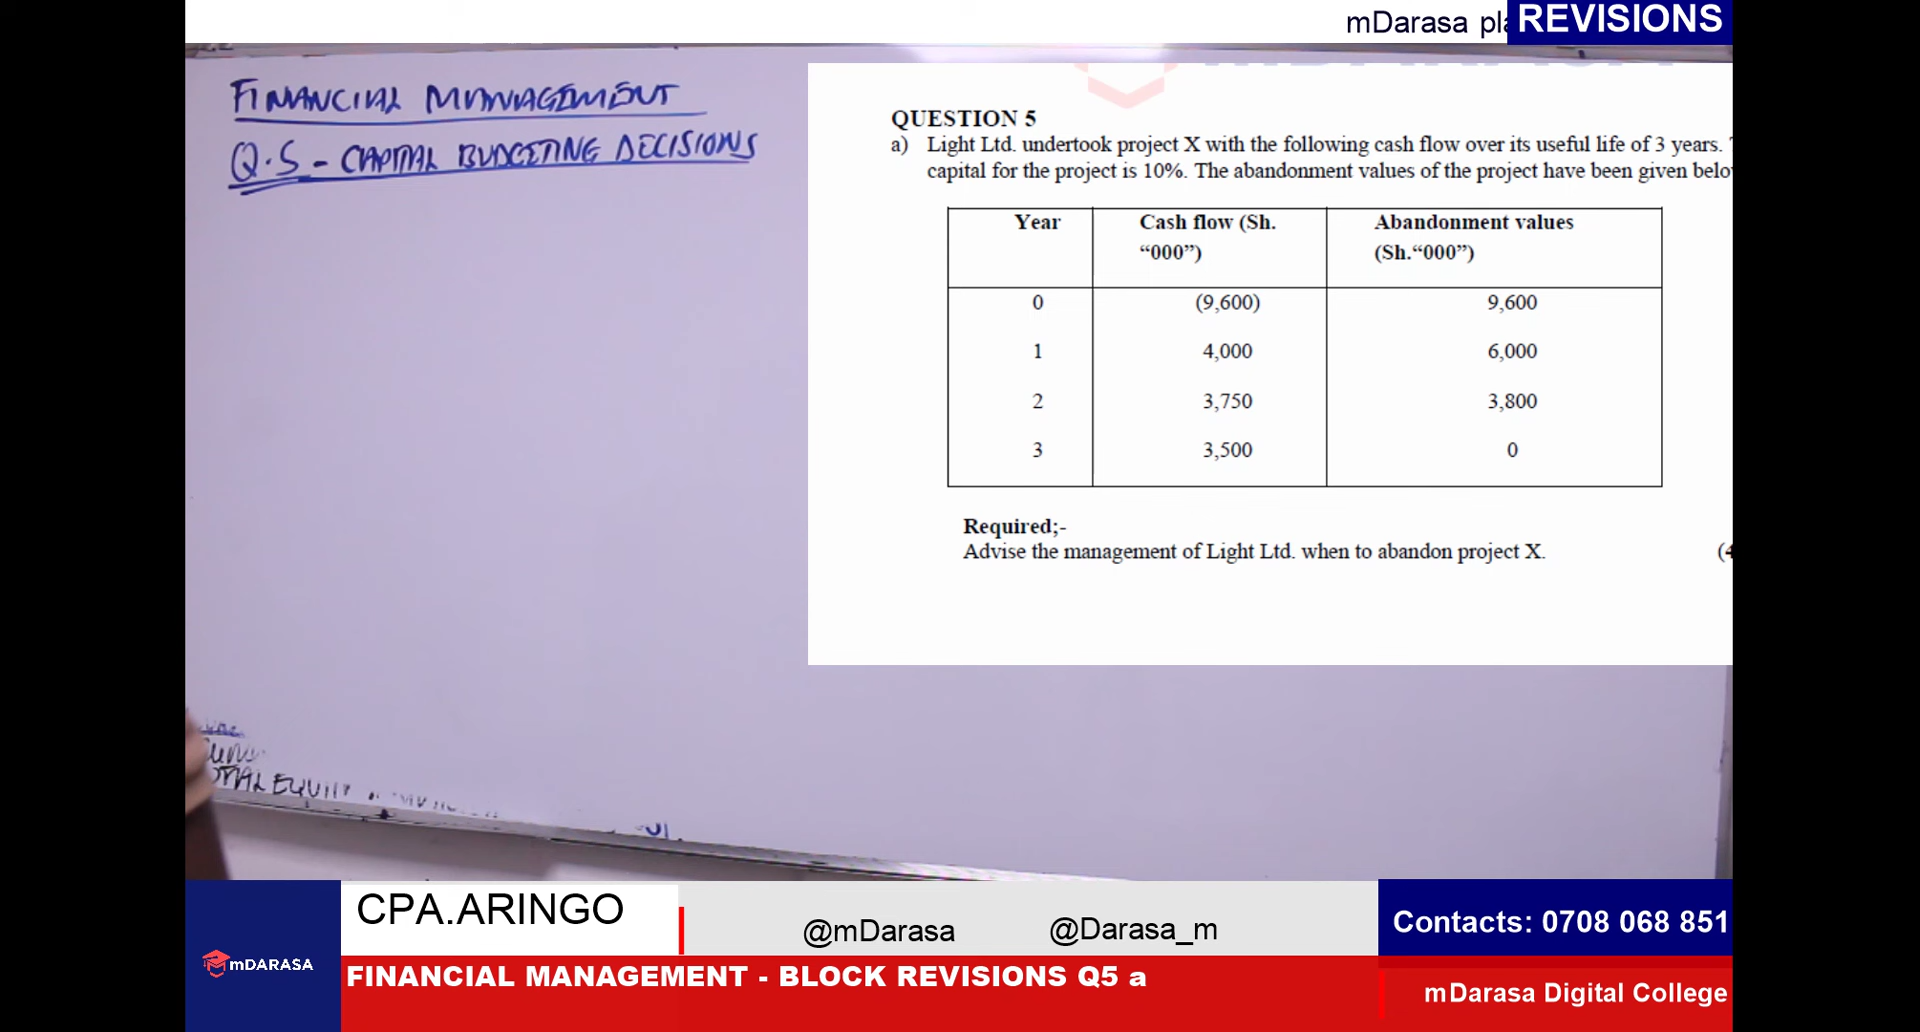 mDarasa pl
REVISIONS
FINANCIAL MANAGEMENT
Q.5 - CAPITAL BUDGETING DECISIONS
QUESTION 5
a) Light Ltd. undertook project X with the following cash flow over its useful life of 3 years.
capital for the project is 10%. The abandonment values of the project have been given belo
Year Cash flow (Sh. “000”) Abandonment values (Sh.“000”)
0 (9,600) 9,600
1 4,000 6,000
2 3,750 3,800
3 3,500 0
Required;-
Advise the management of Light Ltd. when to abandon project X. (4
OTAL EQUIT
CPA.ARINGO
@mDarasa @Darasa_m
Contacts: 0708 068 851
mDARASA
FINANCIAL MANAGEMENT - BLOCK REVISIONS Q5 a
mDarasa Digital College